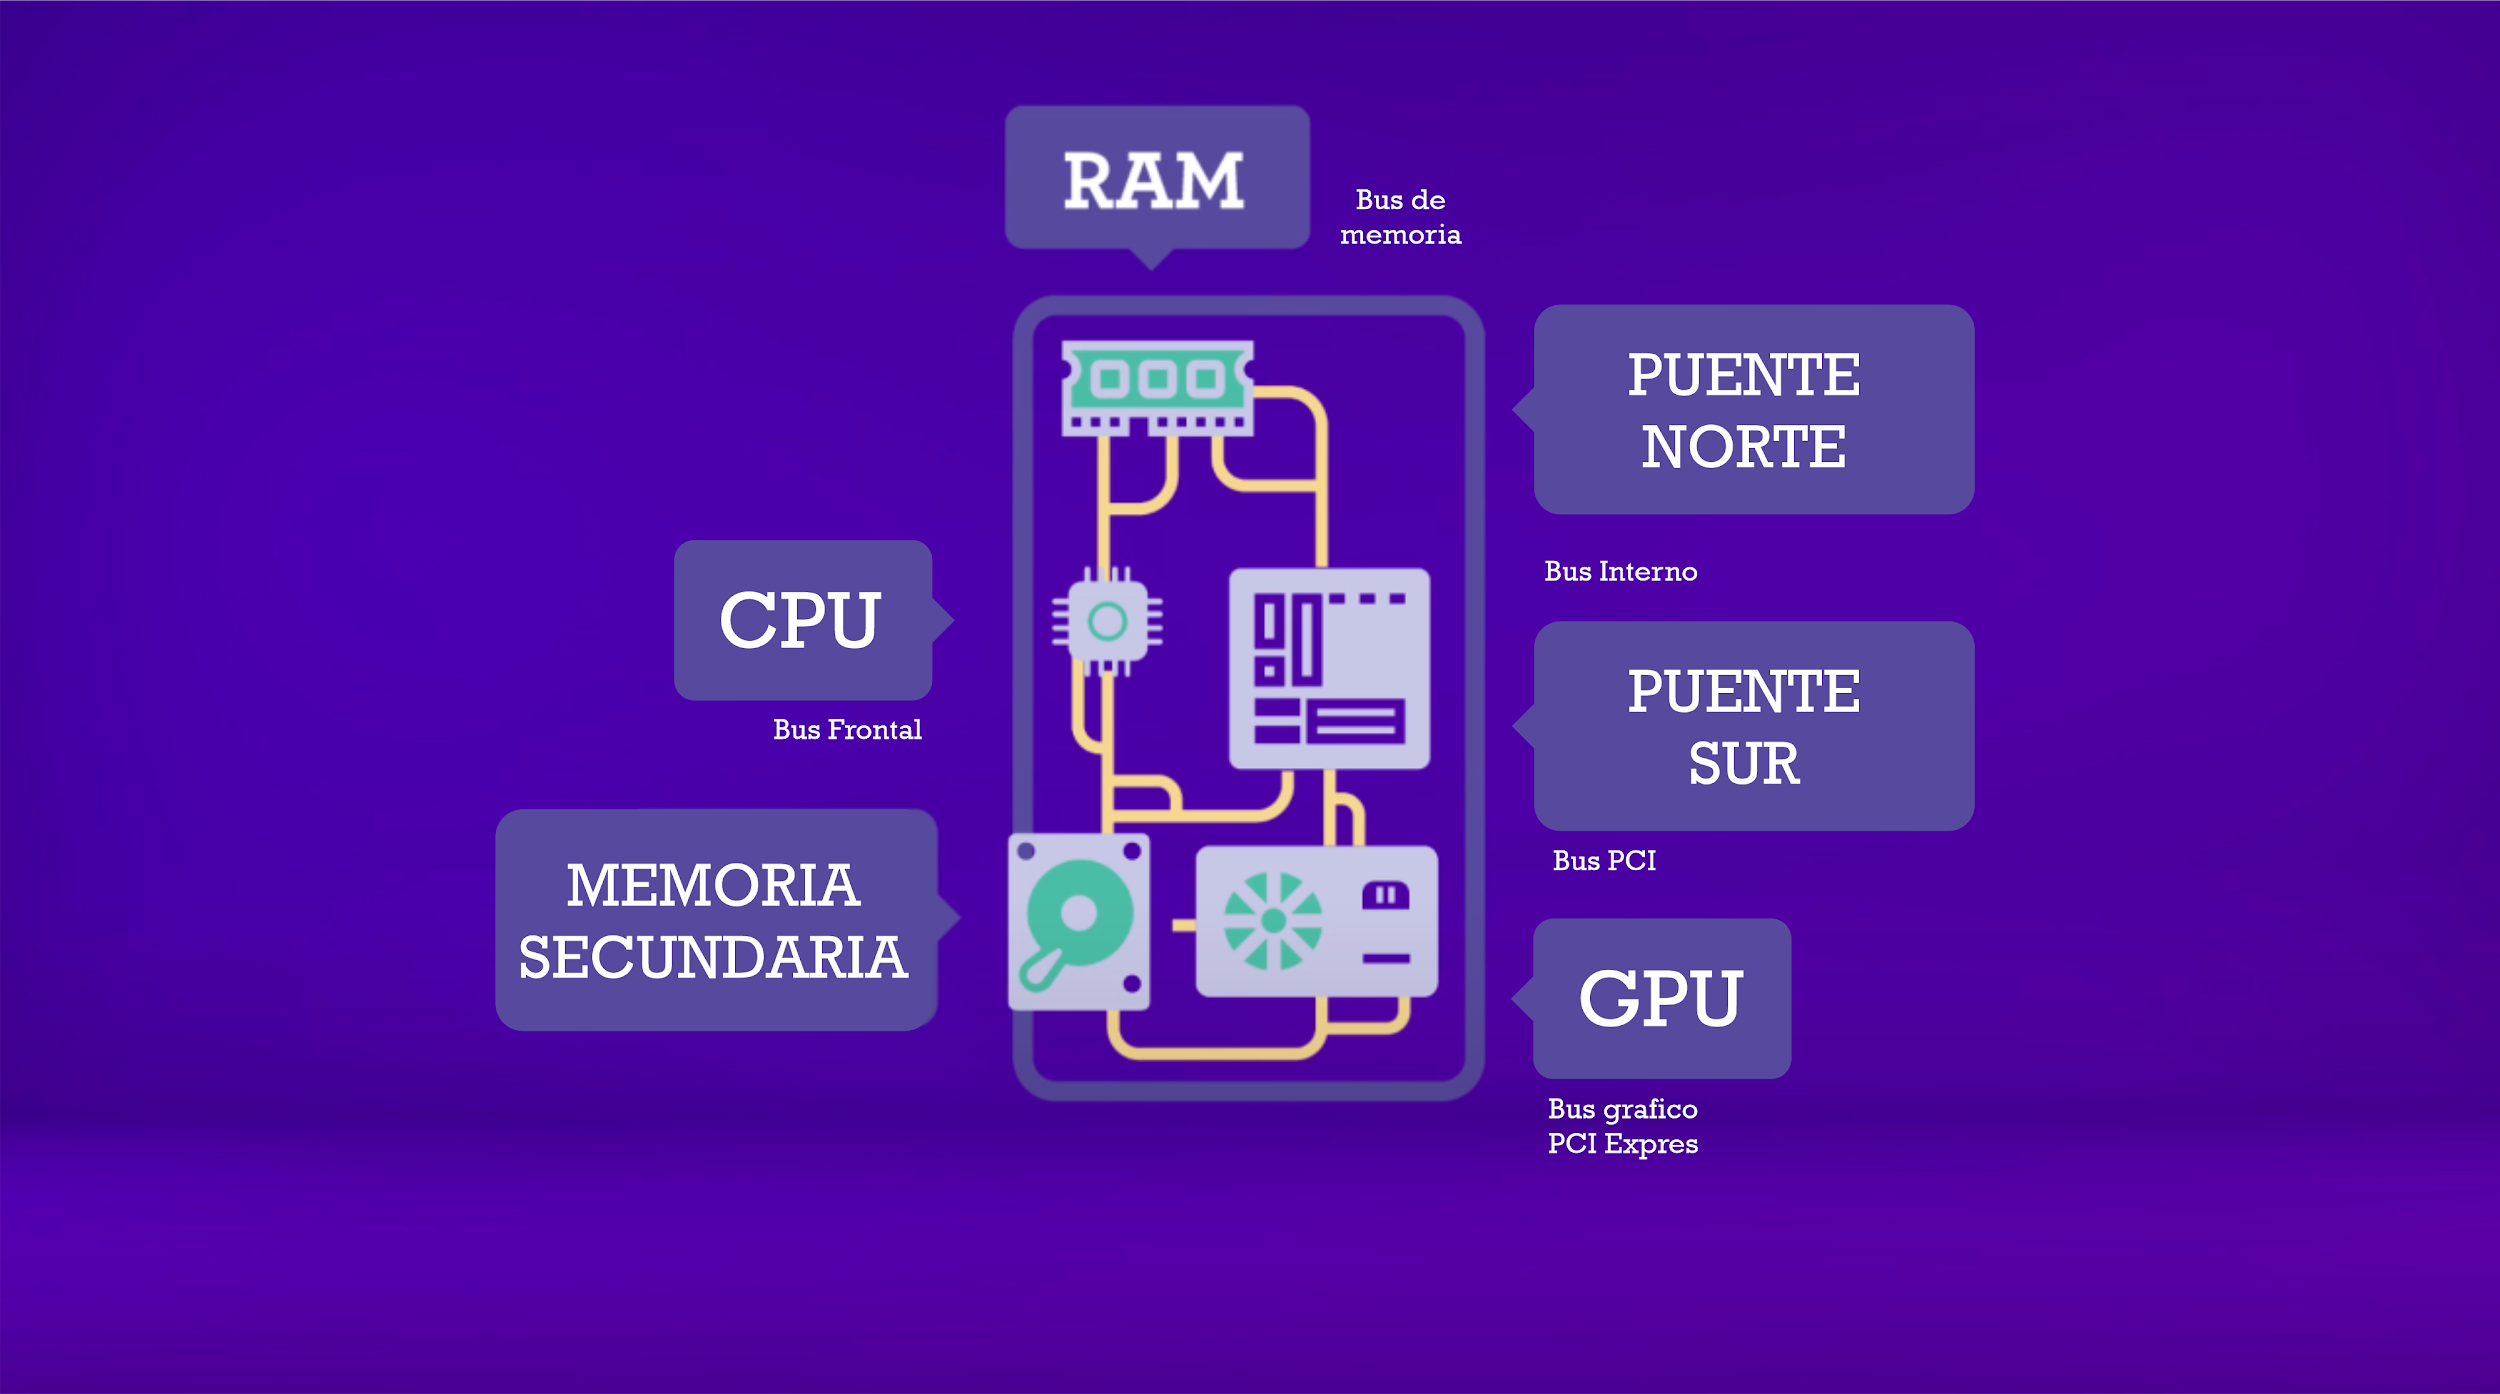 RAM
Bus de
memoria
PUENTE
NORTE
CPU
Bus Interno
Bus Frontal
PUENTE
SUR
MEMORIA
SECUNDARIA
Bus PCI
GPU
Bus grafico
PCI Expres